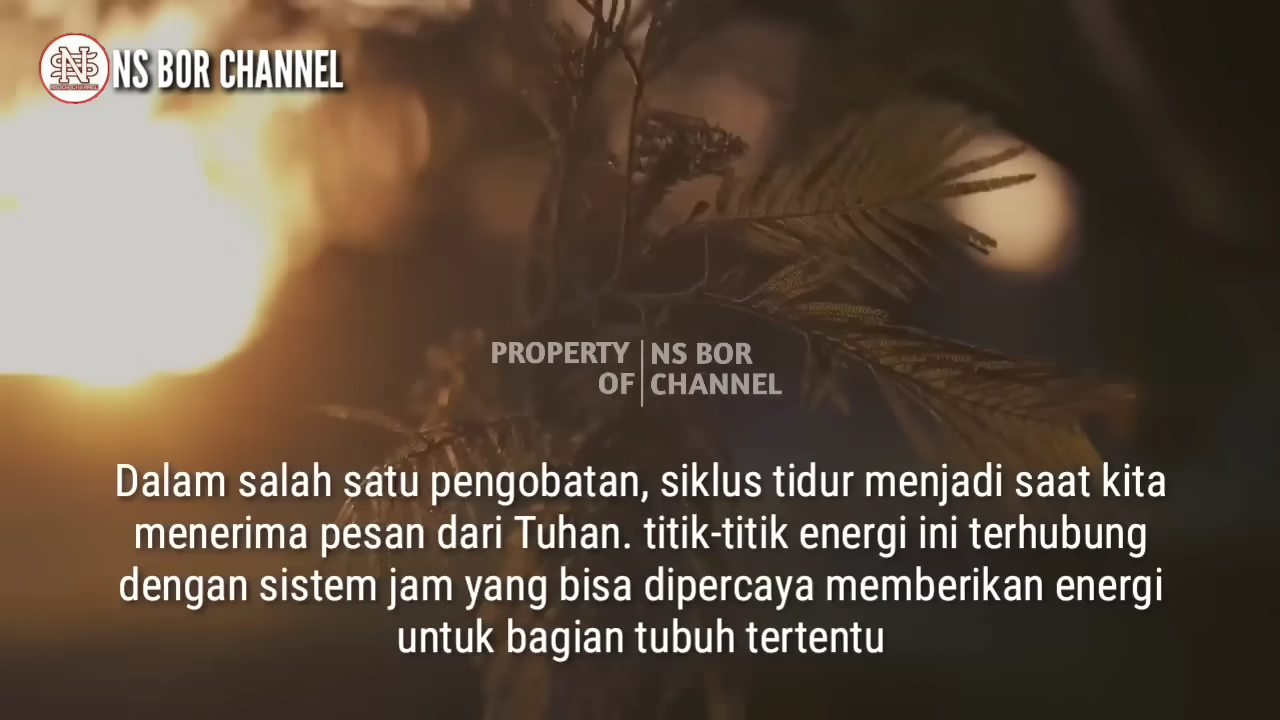 NS BOR CHANNEL
PROPERTY OF
NS BOR CHANNEL
Dalam salah satu pengobatan, siklus tidur menjadi saat kita
menerima pesan dari Tuhan. titik-titik energi ini terhubung
dengan sistem jam yang bisa dipercaya memberikan energi
untuk bagian tubuh tertentu